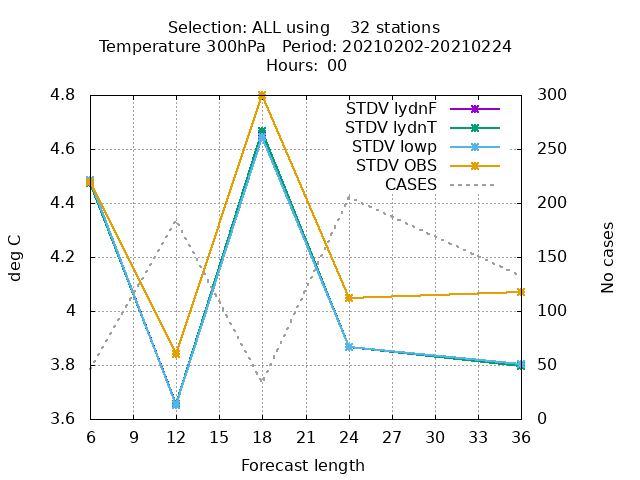 Selection: ALL using    32 stations
Temperature 300hPa   Period: 20210202-20210224
Hours:  00
STDV lydnF
STDV lydnT
STDV lowp
STDV OBS
CASES
4.8
4.6
4.4
4.2
4
3.8
3.6
300
250
200
150
100
50
0
deg C
No cases
6 9 12 15 18 21 24 27 30 33 36
Forecast length